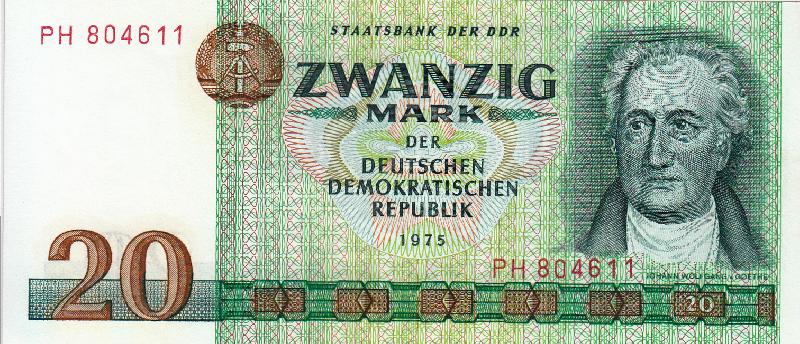 PH 804611
STAATSBANK DER DDR
ZWANZIG
MARK
DER
DEUTSCHEN
DEMOKRATISCHEN
REPUBLIK
1975
PH 804611
JOHANN WOLFGANG v. GOETHE
20
20